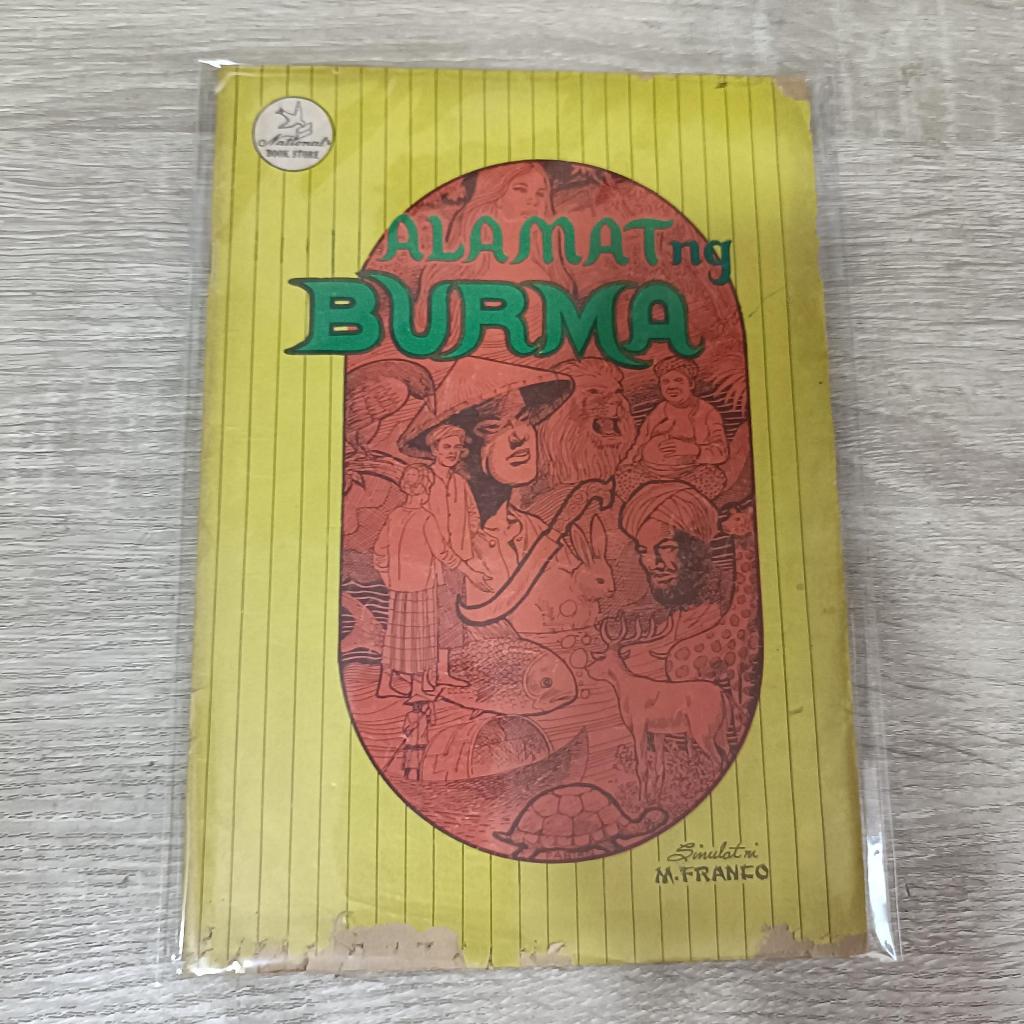 National
BOOK STORE
ALAMAT ng
BURMA
Sinulat ni
M. FRANCO